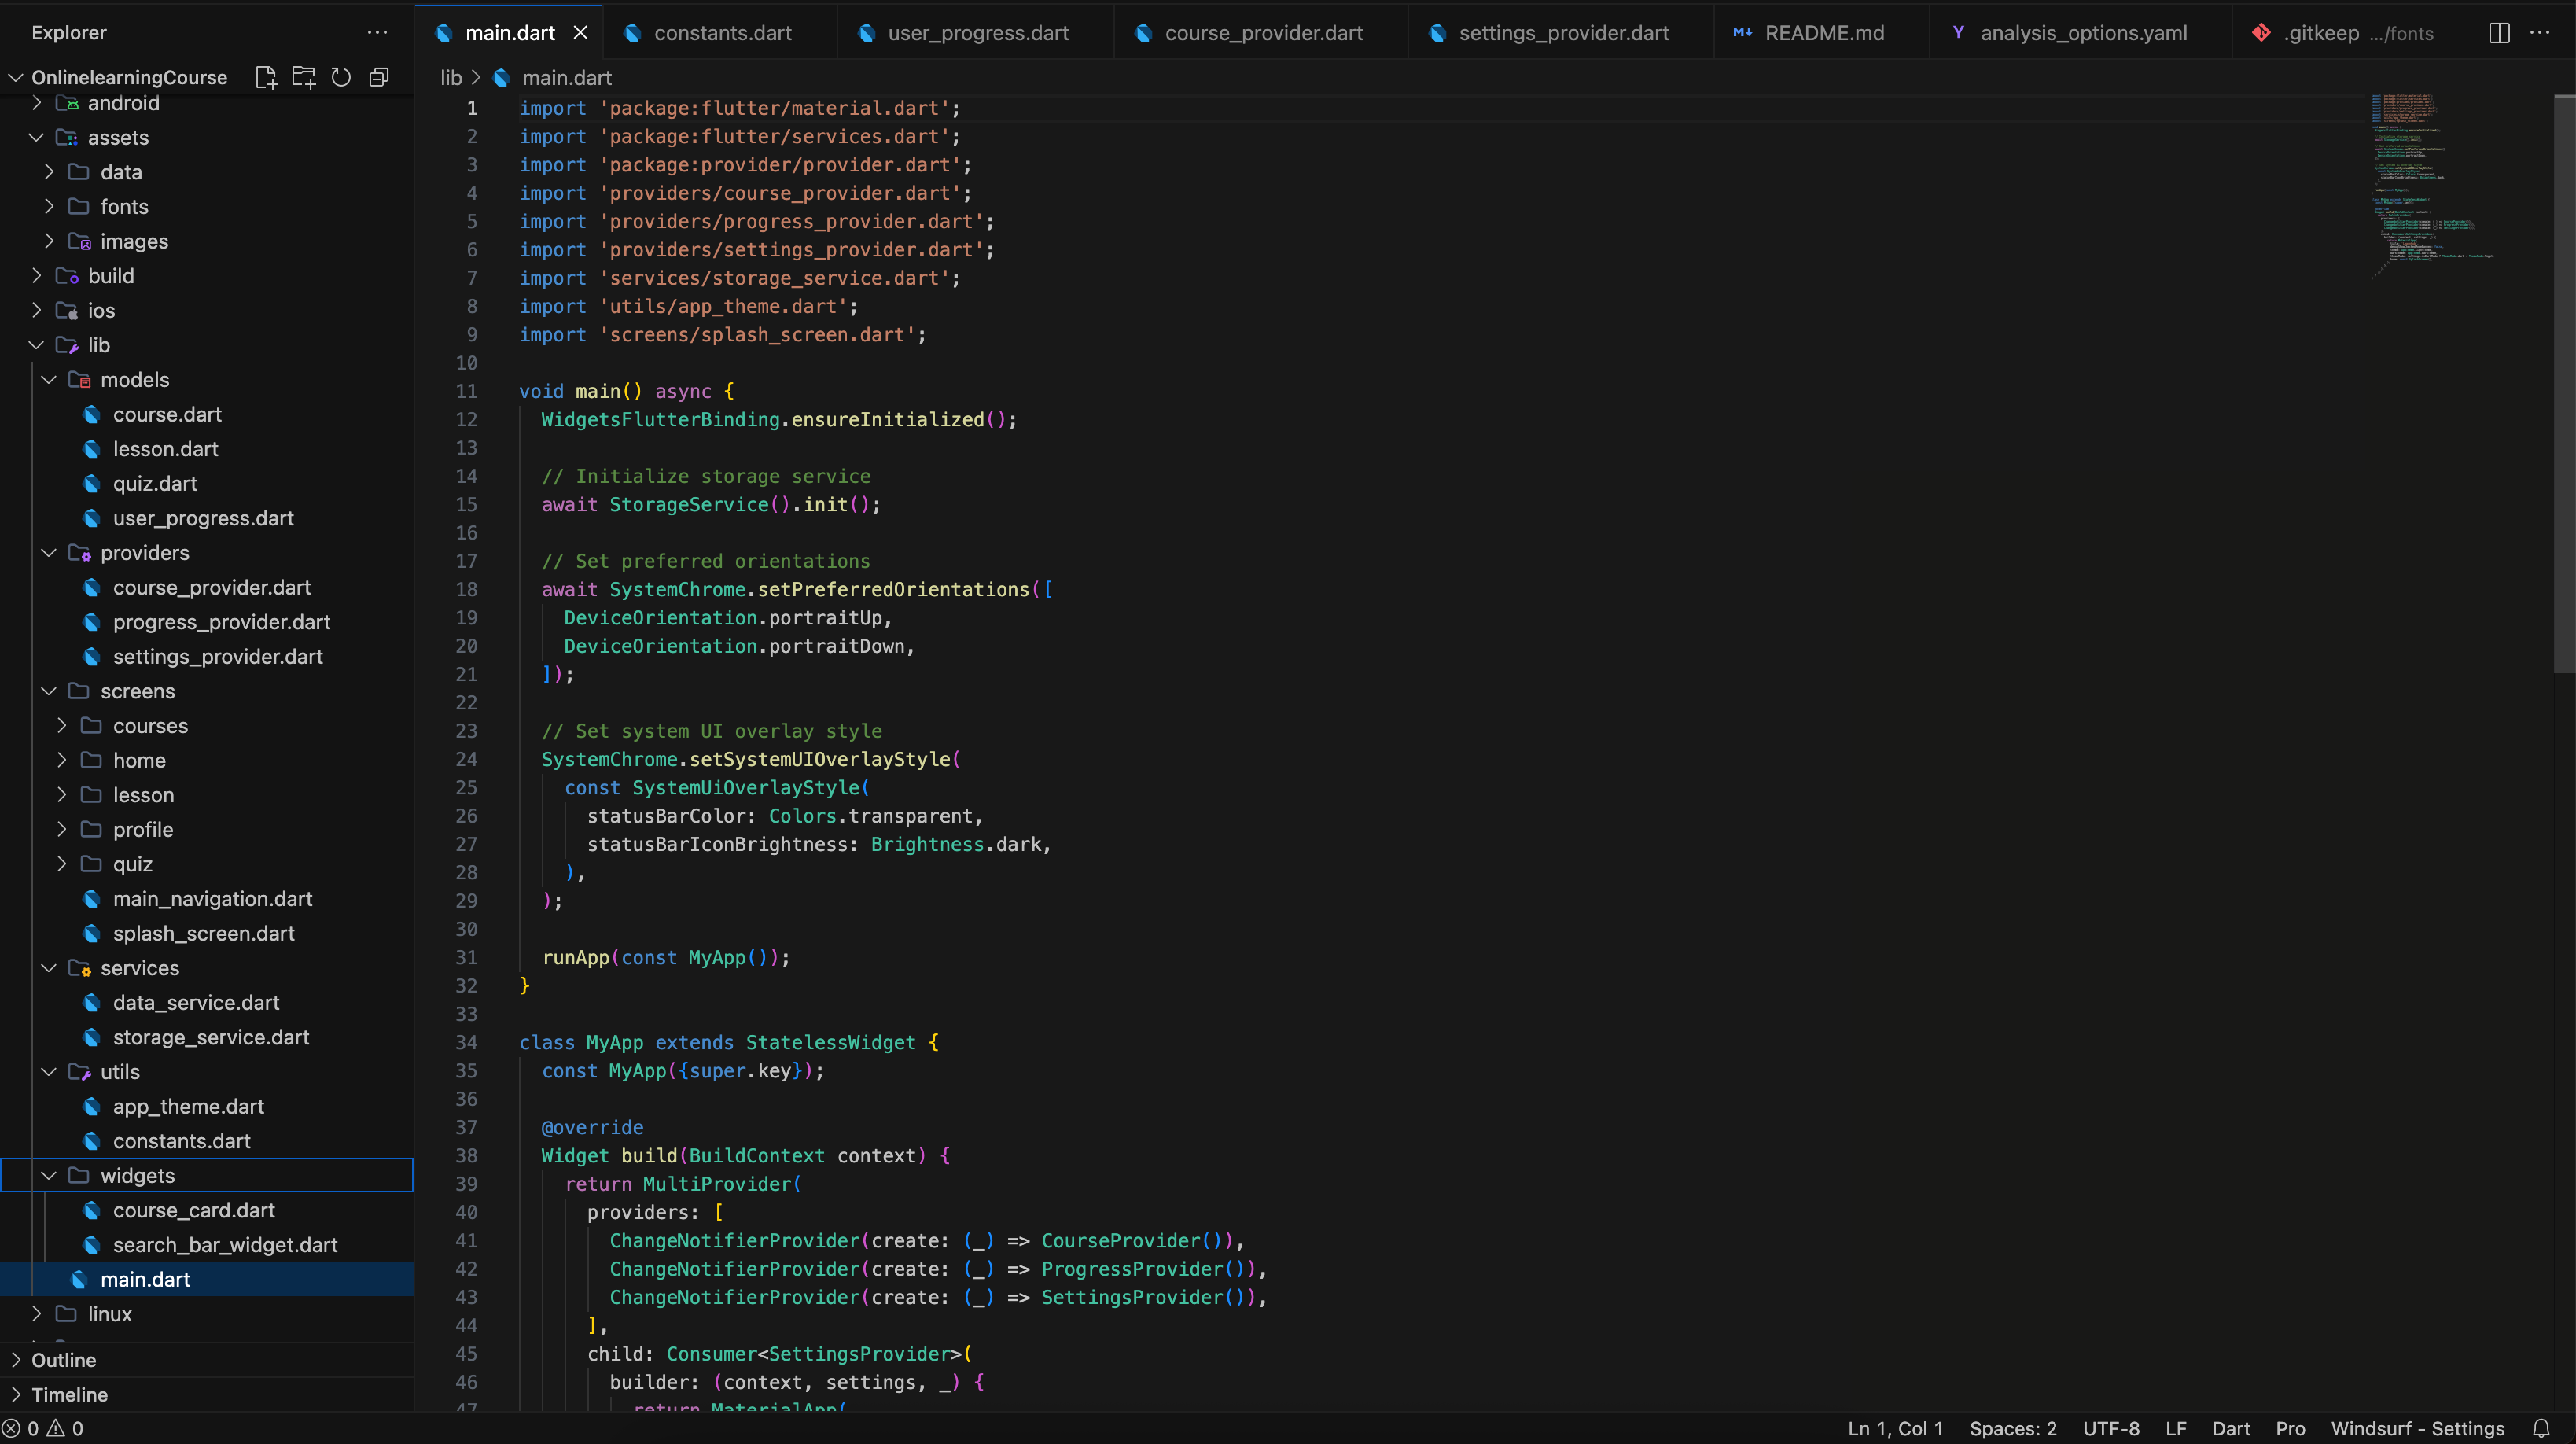 Explorer
OnlinelearningCourse
android
assets
data
fonts
images
build
ios
lib
models
course.dart
lesson.dart
quiz.dart
user_progress.dart
providers
course_provider.dart
progress_provider.dart
settings_provider.dart
screens
courses
home
lesson
profile
quiz
main_navigation.dart
splash_screen.dart
services
data_service.dart
storage_service.dart
utils
app_theme.dart
constants.dart
widgets
course_card.dart
search_bar_widget.dart
main.dart
linux
Outline
Timeline
main.dart
constants.dart
user_progress.dart
course_provider.dart
settings_provider.dart
README.md
analysis_options.yaml
.gitkeep .../fonts
lib > main.dart
1 import 'package:flutter/material.dart';
2 import 'package:flutter/services.dart';
3 import 'package:provider/provider.dart';
4 import 'providers/course_provider.dart';
5 import 'providers/progress_provider.dart';
6 import 'providers/settings_provider.dart';
7 import 'services/storage_service.dart';
8 import 'utils/app_theme.dart';
9 import 'screens/splash_screen.dart';
10
11 void main() async {
12 WidgetsFlutterBinding.ensureInitialized();
13
14 // Initialize storage service
15 await StorageService().init();
16
17 // Set preferred orientations
18 await SystemChrome.setPreferredOrientations([
19 DeviceOrientation.portraitUp,
20 DeviceOrientation.portraitDown,
21 ]);
22
23 // Set system UI overlay style
24 SystemChrome.setSystemUIOverlayStyle(
25 const SystemUiOverlayStyle(
26 statusBarColor: Colors.transparent,
27 statusBarIconBrightness: Brightness.dark,
28 ),
29 );
30
31 runApp(const MyApp());
32 }
33
34 class MyApp extends StatelessWidget {
35 const MyApp({super.key});
36
37 @override
38 Widget build(BuildContext context) {
39 return MultiProvider(
40 providers: [
41 ChangeNotifierProvider(create: (_) => CourseProvider()),
42 ChangeNotifierProvider(create: (_) => ProgressProvider()),
43 ChangeNotifierProvider(create: (_) => SettingsProvider()),
44 ],
45 child: Consumer<SettingsProvider>(
46 builder: (context, settings, _) {
47 return MaterialApp(
0 0
Ln 1, Col 1 Spaces: 2 UTF-8 LF Dart Pro Windsurf - Settings